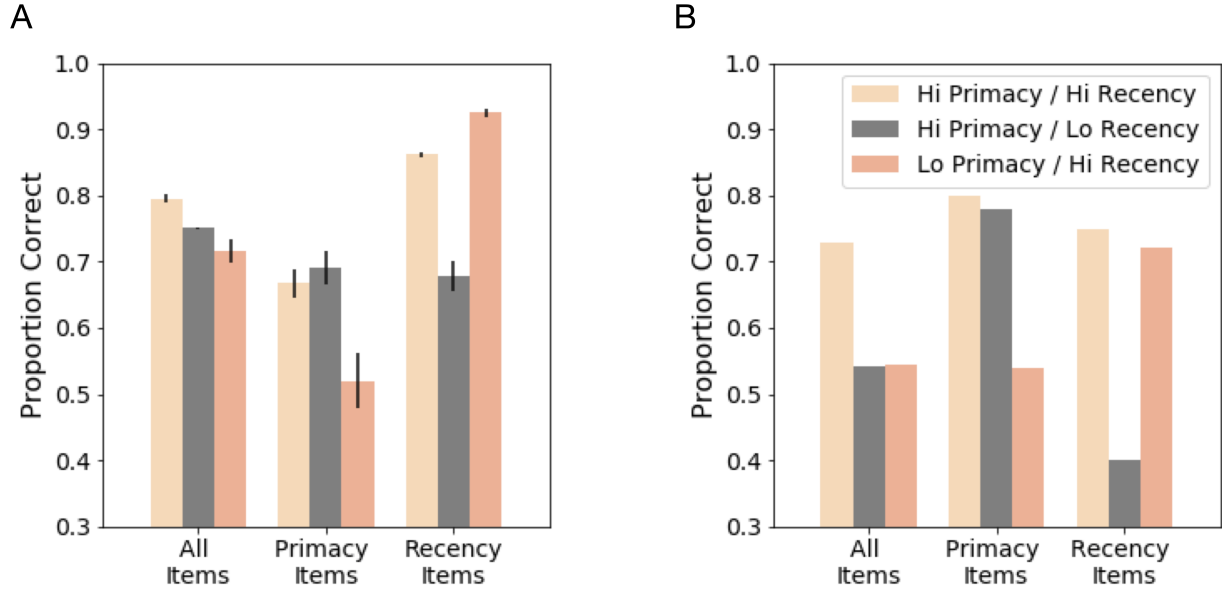 A
Proportion Correct
1.0
0.9
0.8
0.7
0.6
0.5
0.4
0.3
All
Items
Primacy
Items
Recency
Items
B
Proportion Correct
1.0
0.9
0.8
0.7
0.6
0.5
0.4
0.3
Hi Primacy / Hi Recency
Hi Primacy / Lo Recency
Lo Primacy / Hi Recency
All
Items
Primacy
Items
Recency
Items